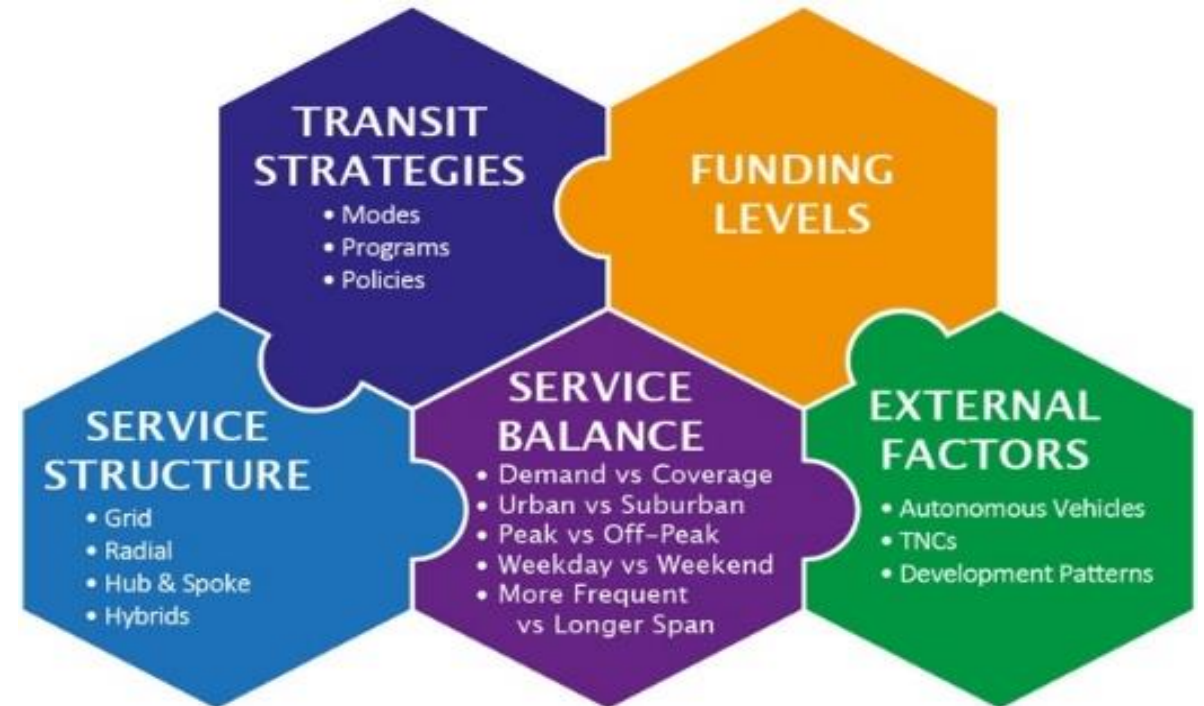 TRANSIT
STRATEGIES
• Modes
• Programs
• Policies
FUNDING
LEVELS
SERVICE
STRUCTURE
• Grid
• Radial
• Hub & Spoke
• Hybrids
SERVICE
BALANCE
• Demand vs Coverage
• Urban vs Suburban
• Peak vs Off-Peak
• Weekday vs Weekend
• More Frequent
vs Longer Span
EXTERNAL
FACTORS
• Autonomous Vehicles
• TNCs
• Development Patterns